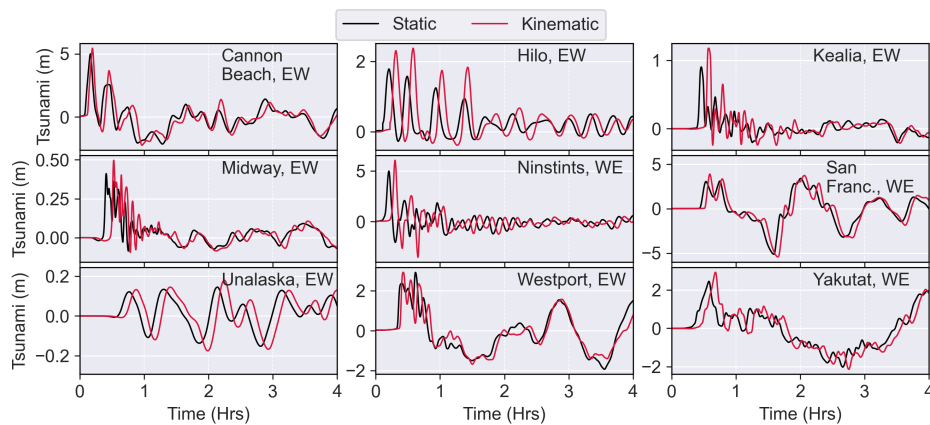 Static Kinematic
Tsunami (m)
5
0
Cannon
Beach, EW
2
0
Hilo, EW
1
0
Kealia, EW
Tsunami (m)
0.50
0.25
0.00
Midway, EW
5
0
Ninstints, WE
5
0
−5
San
Franc., WE
Tsunami (m)
0.2
0.0
−0.2
Unalaska, EW
2
0
−2
Westport, EW
2
0
−2
Yakutat, WE
0 1 2 3 4
0 1 2 3 4
0 1 2 3 4
Time (Hrs)
Time (Hrs)
Time (Hrs)